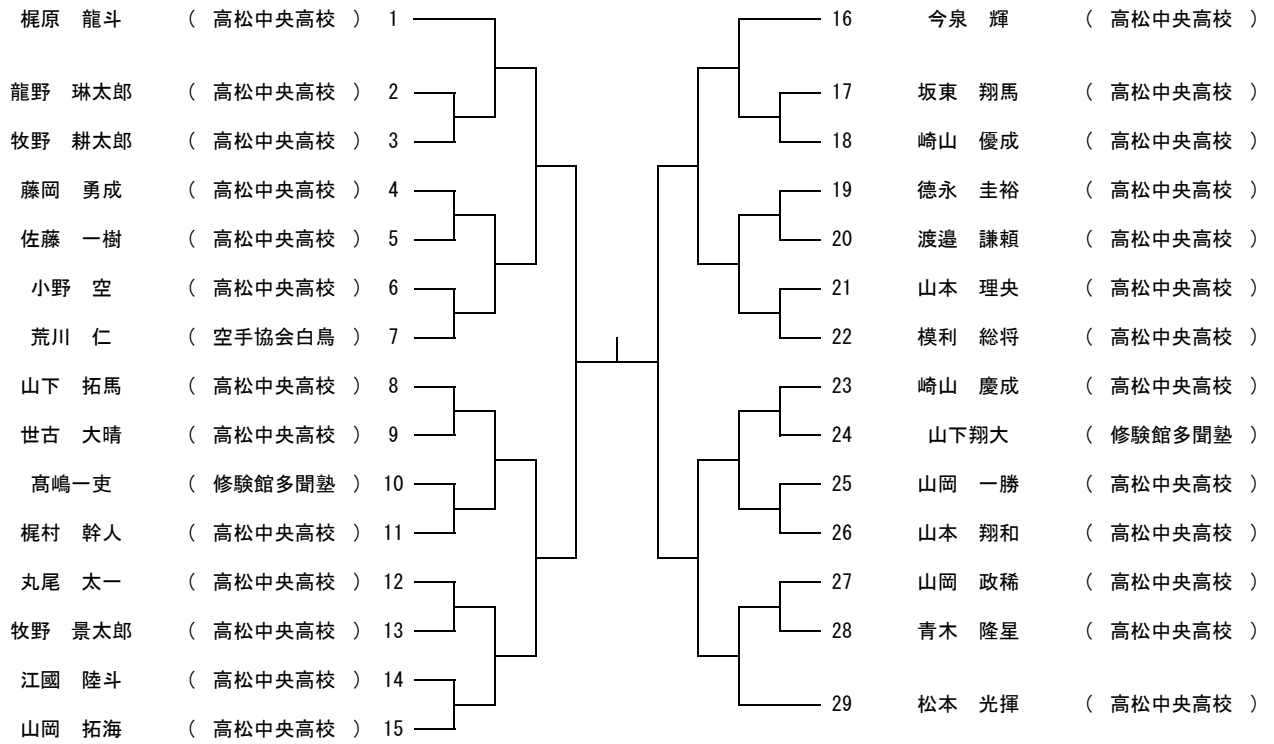 梶原　龍斗 （ 高松中央高校 ） 1
龍野　琳太郎 （ 高松中央高校 ） 2
牧野　耕太郎 （ 高松中央高校 ） 3
藤岡　勇成 （ 高松中央高校 ） 4
佐藤　一樹 （ 高松中央高校 ） 5
小野　空 （ 高松中央高校 ） 6
荒川　仁 （ 空手協会白鳥 ） 7
山下　拓馬 （ 高松中央高校 ） 8
世古　大晴 （ 高松中央高校 ） 9
髙嶋一吏 （ 修験館多聞塾 ） 10
梶村　幹人 （ 高松中央高校 ） 11
丸尾　太一 （ 高松中央高校 ） 12
牧野　景太郎 （ 高松中央高校 ） 13
江國　陸斗 （ 高松中央高校 ） 14
山岡　拓海 （ 高松中央高校 ） 15
16 今泉　輝 （ 高松中央高校 ）
17 坂東　翔馬 （ 高松中央高校 ）
18 崎山　優成 （ 高松中央高校 ）
19 德永　圭裕 （ 高松中央高校 ）
20 渡邉　謙頼 （ 高松中央高校 ）
21 山本　理央 （ 高松中央高校 ）
22 模利　総将 （ 高松中央高校 ）
23 崎山　慶成 （ 高松中央高校 ）
24 山下翔大 （ 修験館多聞塾 ）
25 山岡　一勝 （ 高松中央高校 ）
26 山本　翔和 （ 高松中央高校 ）
27 山岡　政稀 （ 高松中央高校 ）
28 青木　隆星 （ 高松中央高校 ）
29 松本　光揮 （ 高松中央高校 ）